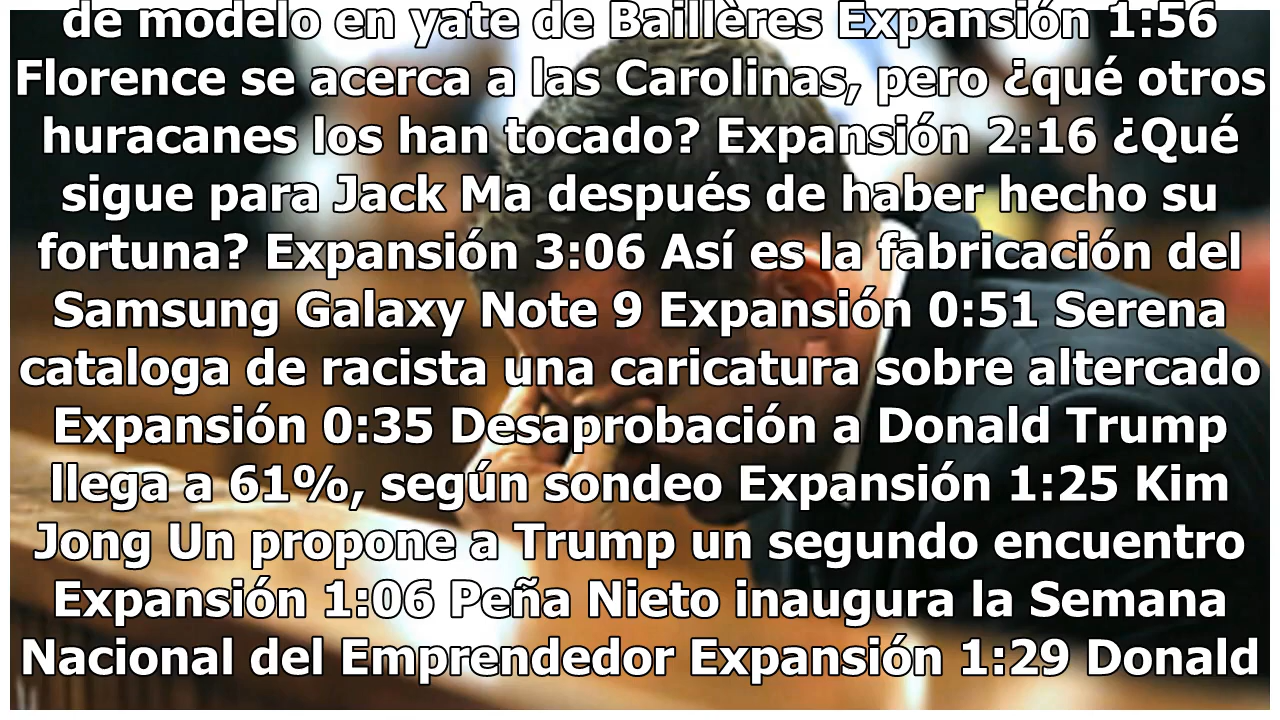 de modelo en yate de Baillères Expansión 1:56
Florence se acerca a las Carolinas, pero ¿qué otros
huracanes los han tocado? Expansión 2:16 ¿Qué
sigue para Jack Ma después de haber hecho su
fortuna? Expansión 3:06 Así es la fabricación del
Samsung Galaxy Note 9 Expansión 0:51 Serena
cataloga de racista una caricatura sobre altercado
Expansión 0:35 Desaprobación a Donald Trump
llega a 61%, según sondeo Expansión 1:25 Kim
Jong Un propone a Trump un segundo encuentro
Expansión 1:06 Peña Nieto inaugura la Semana
Nacional del Emprendedor Expansión 1:29 Donald